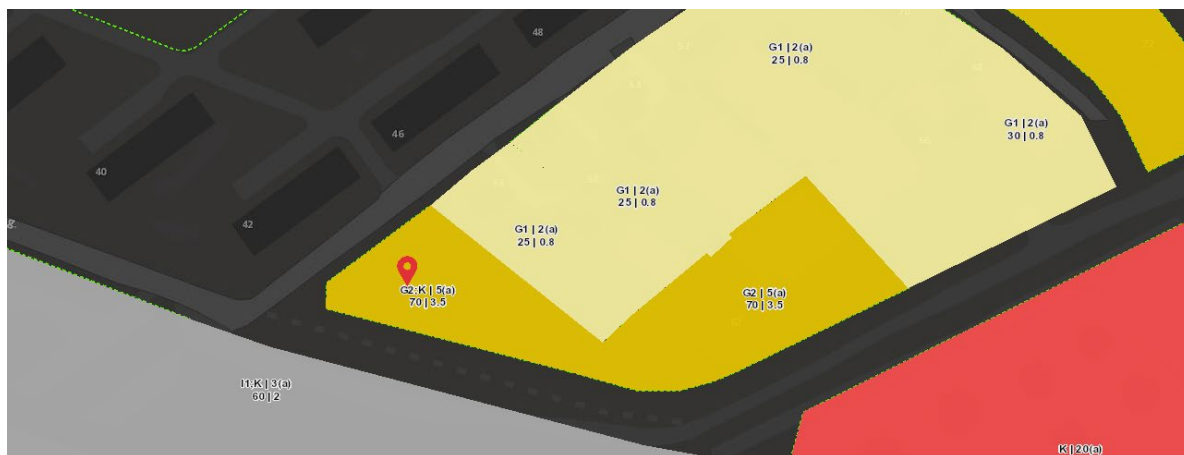 48
G1 | 2(a)
25 | 0.8
46
G1 | 2(a)
30 | 0.8
40
G1 | 2(a)
25 | 0.8
42
G1 | 2(a)
25 | 0.8
G2;K | 5(a)
70 | 3.5
G2 | 5(a)
70 | 3.5
I1;K | 3(a)
60 | 2
K | 20(a)